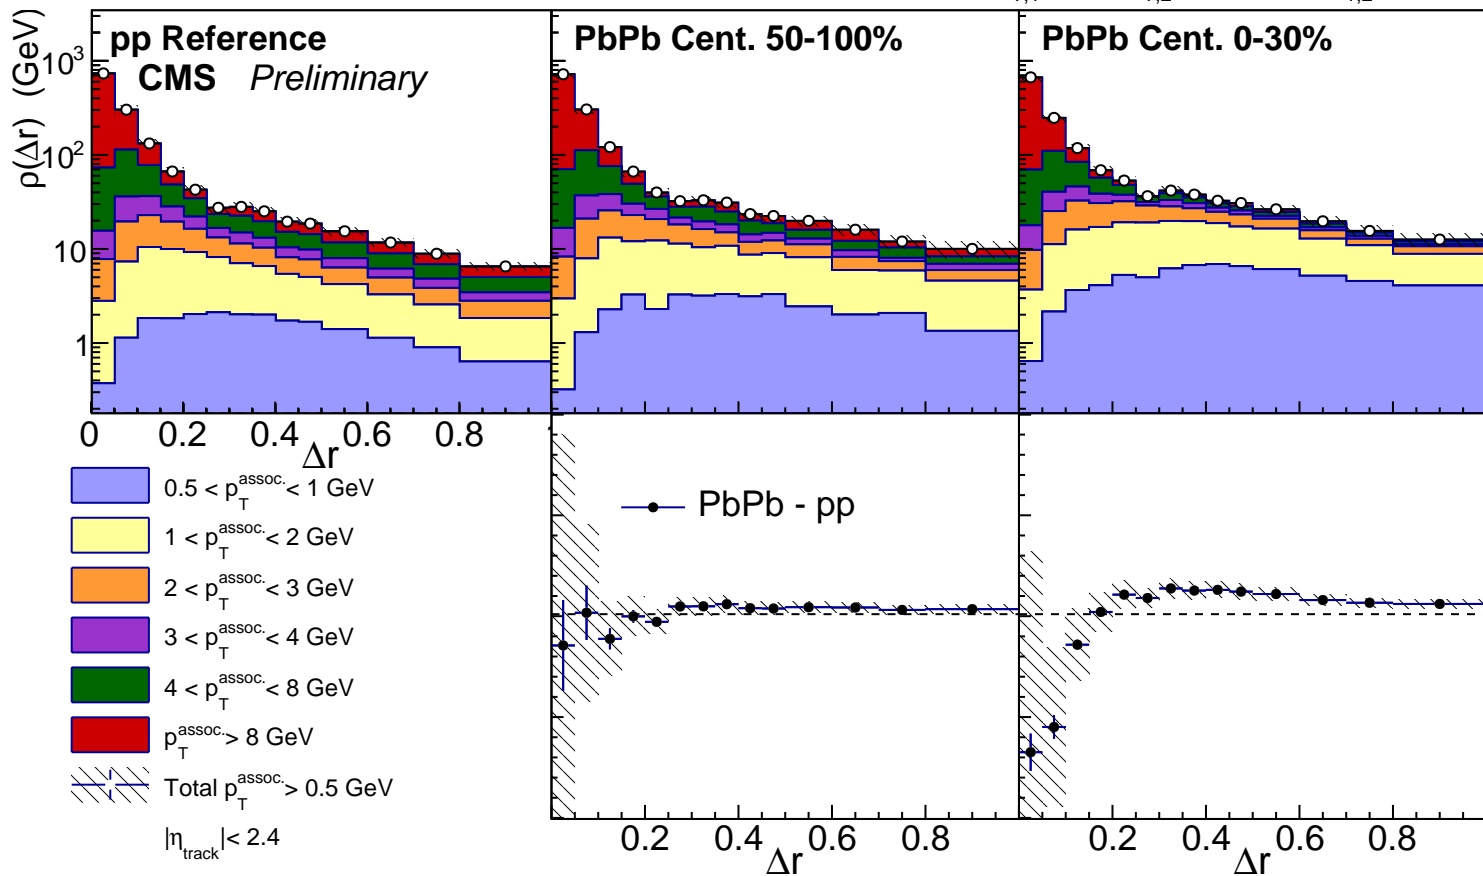 pp Reference
CMS Preliminary
PbPb Cent. 50-100%
PbPb Cent. 0-30%
ρ(Δr) (GeV)
10³
10²
10
1
0 0.2 0.4 0.6 0.8
Δr
0.5 < p_T^assoc. < 1 GeV
1 < p_T^assoc. < 2 GeV
2 < p_T^assoc. < 3 GeV
3 < p_T^assoc. < 4 GeV
4 < p_T^assoc. < 8 GeV
p_T^assoc. > 8 GeV
Total p_T^assoc. > 0.5 GeV
|η_track| < 2.4
PbPb - pp
0.2 0.4 0.6 0.8
Δr
0.2 0.4 0.6 0.8
Δr